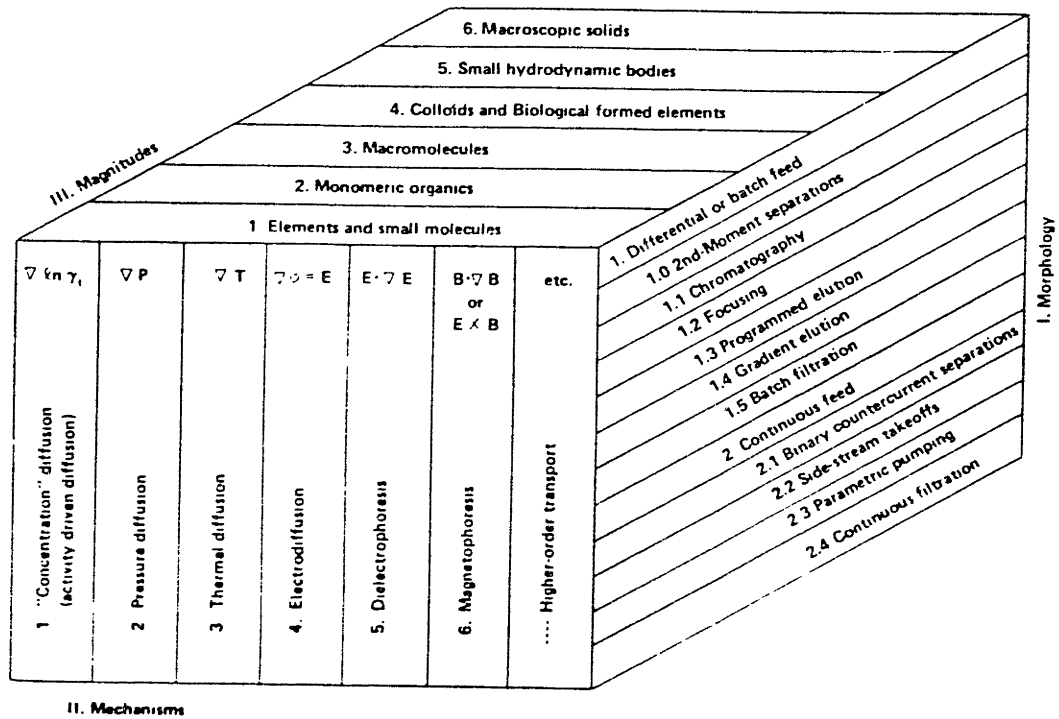 6. Macroscopic solids
5. Small hydrodynamic bodies
4. Colloids and Biological formed elements
3. Macromolecules
2. Monomeric organics
1 Elements and small molecules
III. Magnitudes
∇ ℓn γᵢ
∇ P
∇ T
∇φ = E
E·∇ E
B·∇ B
or
E × B
etc.
1 "Concentration" diffusion
(activity driven diffusion)
2 Pressure diffusion
3 Thermal diffusion
4. Electrodiffusion
5. Dielectrophoresis
6. Magnetophoresis
.... Higher-order transport
II. Mechanisms
1. Differential or batch feed
1.0 2nd-Moment separations
1.1 Chromatography
1.2 Focusing
1.3 Programmed elution
1.4 Gradient elution
1.5 Batch filtration
2 Continuous feed
2.1 Binary countercurrent separations
2.2 Side-stream takeoffs
2 3 Parametric pumping
2.4 Continuous filtration
I. Morphology